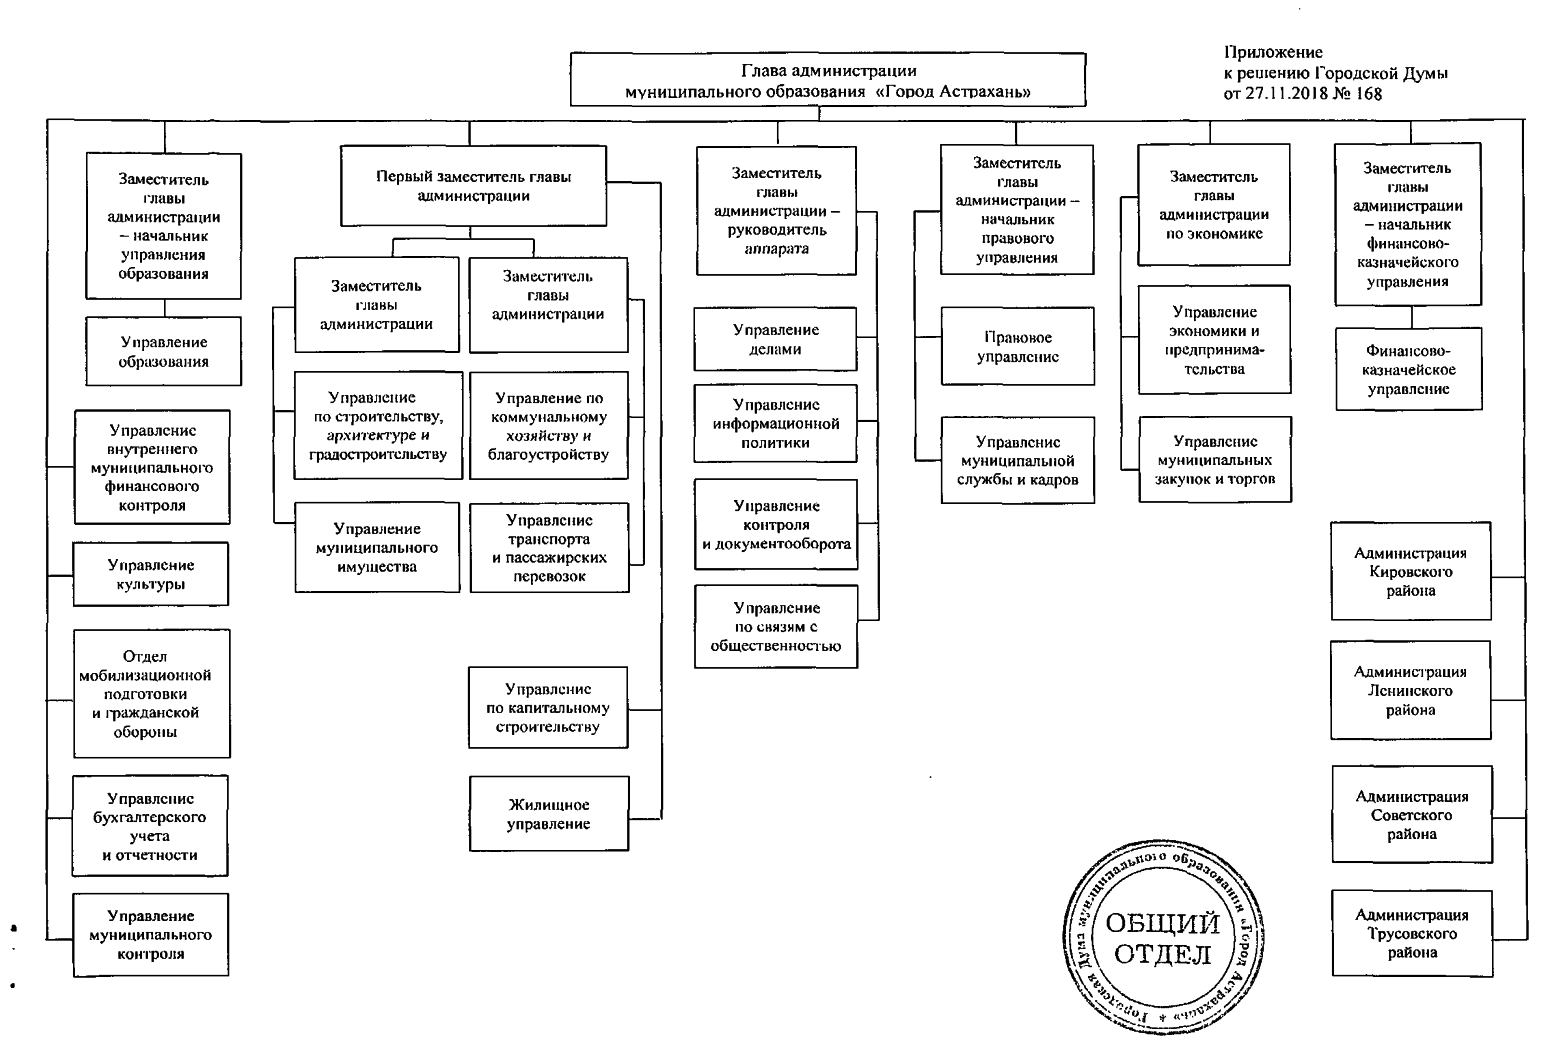 Приложение
к решению Городской Думы
от 27.11.2018 № 168
Глава администрации
муниципального образования «Город Астрахань»
Заместитель
главы
администрации
– начальник
управления
образования
Управление
образования
Управление
внутреннего
муниципального
финансового
контроля
Управление
культуры
Отдел
мобилизационной
подготовки
и гражданской
обороны
Управление
бухгалтерского
учета
и отчетности
Управление
муниципального
контроля
Первый заместитель главы
администрации
Заместитель
главы
администрации
Управление
по строительству,
архитектуре и
градостроительству
Управление
муниципального
имущества
Заместитель
главы
администрации
Управление по
коммунальному
хозяйству и
благоустройству
Управление
транспорта
и пассажирских
перевозок
Управление
по капитальному
строительству
Жилищное
управление
Заместитель
главы
администрации –
руководитель
аппарата
Управление
делами
Управление
информационной
политики
Управление
контроля
и документооборота
Управление
по связям с
общественностью
Заместитель
главы
администрации –
начальник
правового
управления
Правовое
управление
Управление
муниципальной
службы и кадров
Заместитель
главы
администрации
по экономике
Управление
экономики и
предпринима-
тельства
Управление
муниципальных
закупок и торгов
Заместитель
главы
администрации
– начальник
финансово-
казначейского
управления
Финансово-
казначейское
управление
Администрация
Кировского
района
Администрация
Ленинского
района
Администрация
Советского
района
Администрация
Трусовского
района
Городская Дума муниципального образования «Город Астрахань» *
ОБЩИЙ
ОТДЕЛ